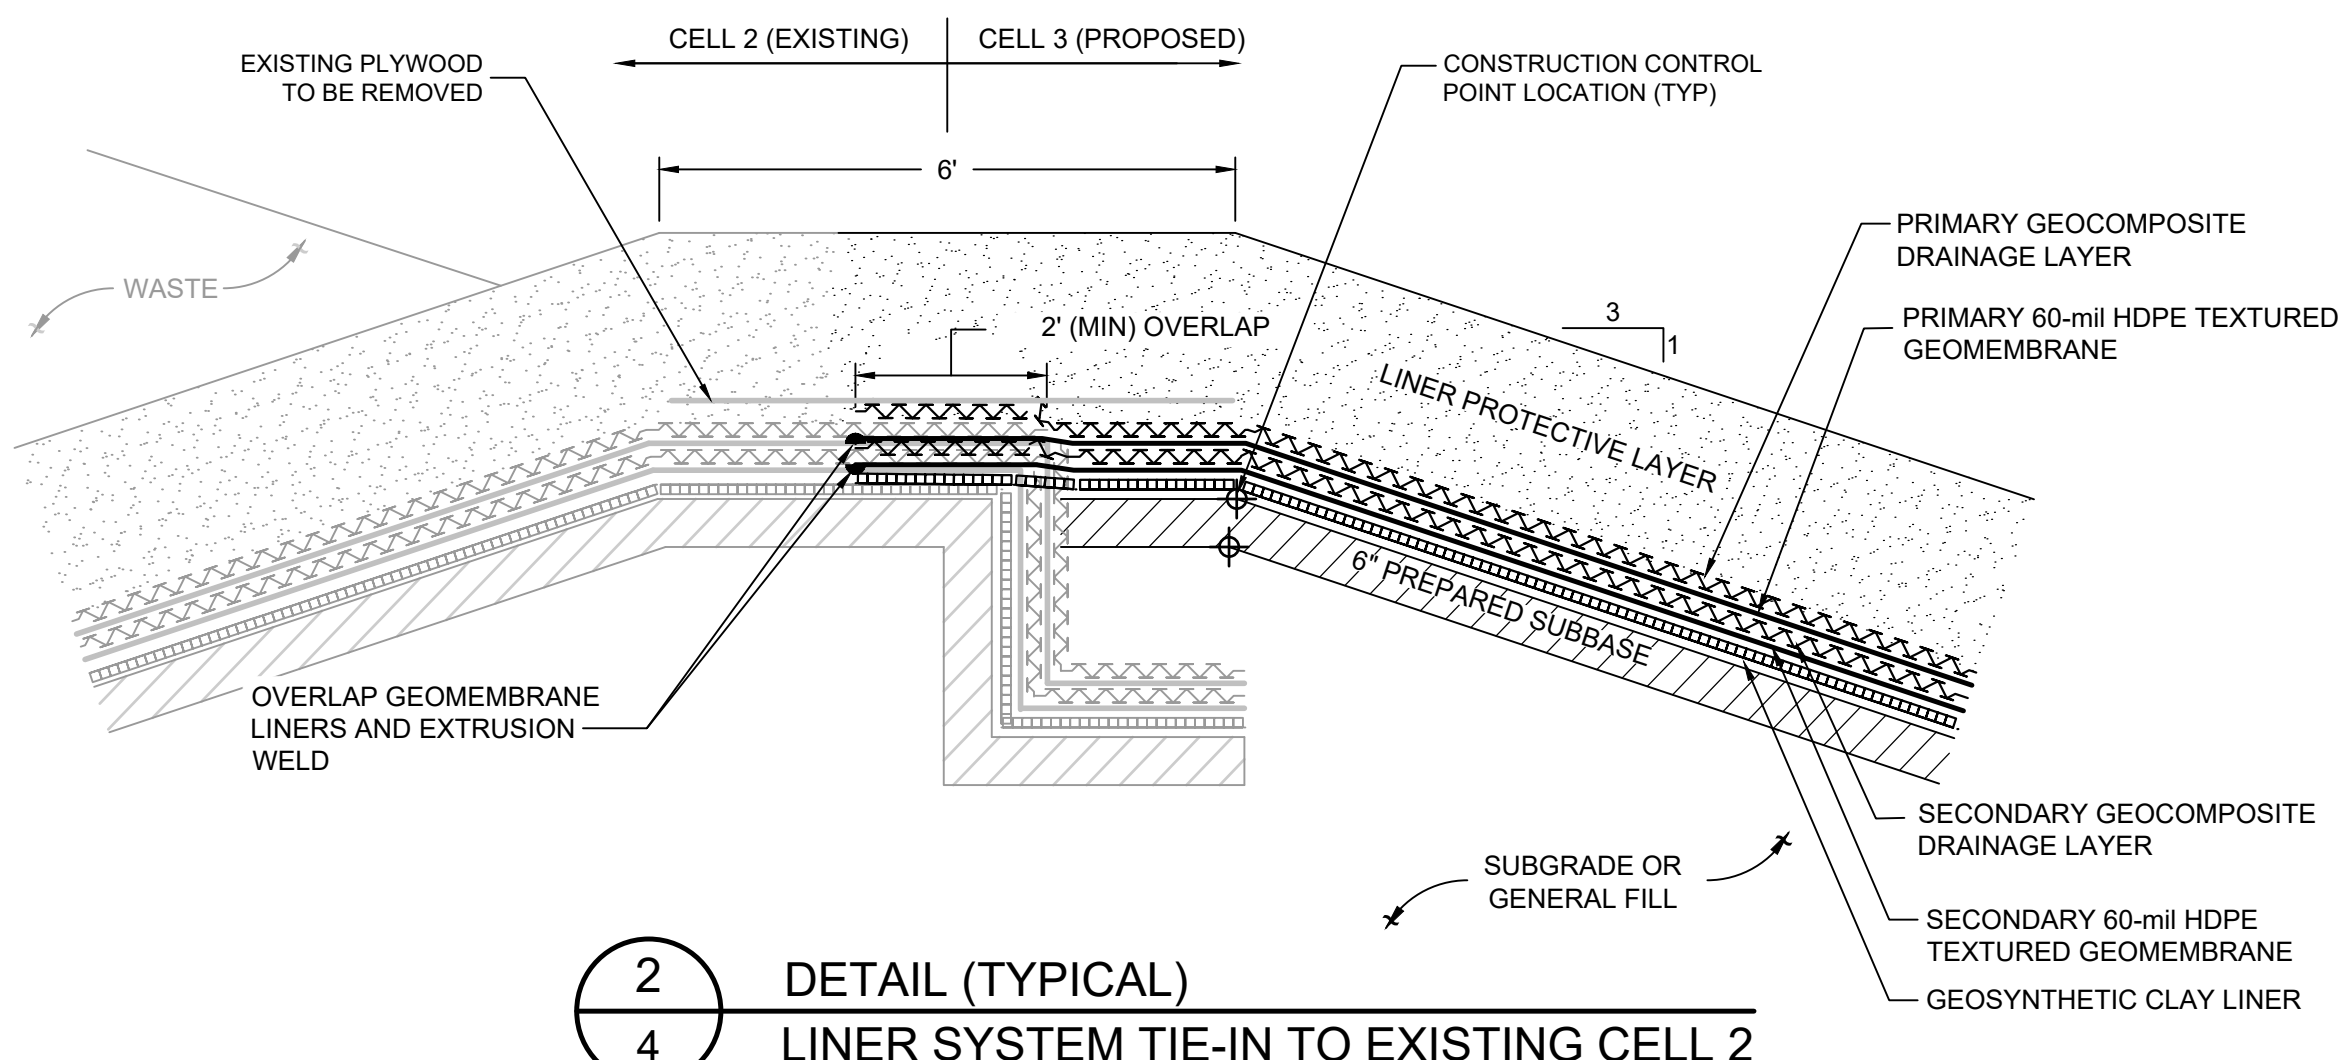 CELL 2 (EXISTING)
CELL 3 (PROPOSED)
EXISTING PLYWOOD
TO BE REMOVED
CONSTRUCTION CONTROL
POINT LOCATION (TYP)
6'
PRIMARY GEOCOMPOSITE
DRAINAGE LAYER
WASTE
3
1
PRIMARY 60-mil HDPE TEXTURED
GEOMEMBRANE
2' (MIN) OVERLAP
LINER PROTECTIVE LAYER
6" PREPARED SUBBASE
OVERLAP GEOMEMBRANE
LINERS AND EXTRUSION
WELD
SECONDARY GEOCOMPOSITE
DRAINAGE LAYER
SUBGRADE OR
GENERAL FILL
SECONDARY 60-mil HDPE
TEXTURED GEOMEMBRANE
GEOSYNTHETIC CLAY LINER
2
DETAIL (TYPICAL)
4
LINER SYSTEM TIE-IN TO EXISTING CELL 2